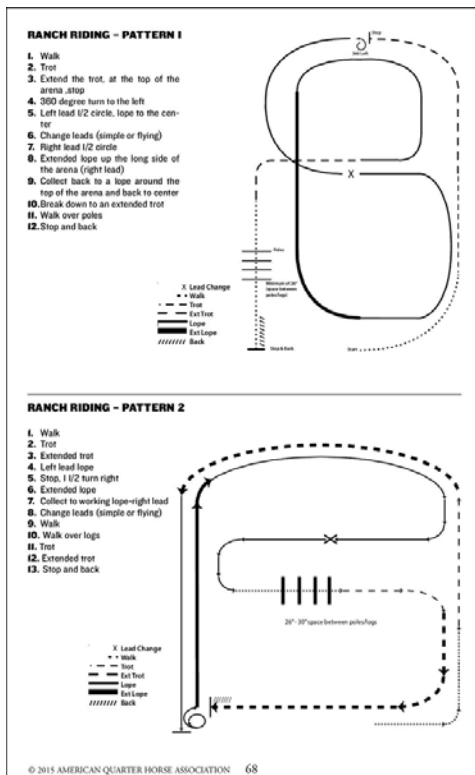 RANCH RIDING – PATTERN 1
1. Walk
2. Trot
3. Extend the trot, at the top of the
arena ,stop
4. 360 degree turn to the left
5. Left lead 1/2 circle, lope to the cen-
ter
6. Change leads (simple or flying)
7. Right lead 1/2 circle
8. Extended lope up the long side of
the arena (right lead)
9. Collect back to a lope around the
top of the arena and back to center
10. Break down to an extended trot
11. Walk over poles
12. Stop and back
Stop
X
Poles
Minimum of 26"
space between
poles/logs
X Lead Change
Walk
Trot
Ext Trot
Lope
Ext Lope
Back
Stop & Back
Start
RANCH RIDING – PATTERN 2
1. Walk
2. Trot
3. Extended trot
4. Left lead lope
5. Stop, 1 1/2 turn right
6. Extended lope
7. Collect to working lope-right lead
8. Change leads (simple or flying)
9. Walk
10. Walk over logs
11. Trot
12. Extended trot
13. Stop and back
26"- 30" space between poles/logs
X Lead Change
Walk
Trot
Ext Trot
Lope
Ext Lope
Back
© 2015 AMERICAN QUARTER HORSE ASSOCIATION 68